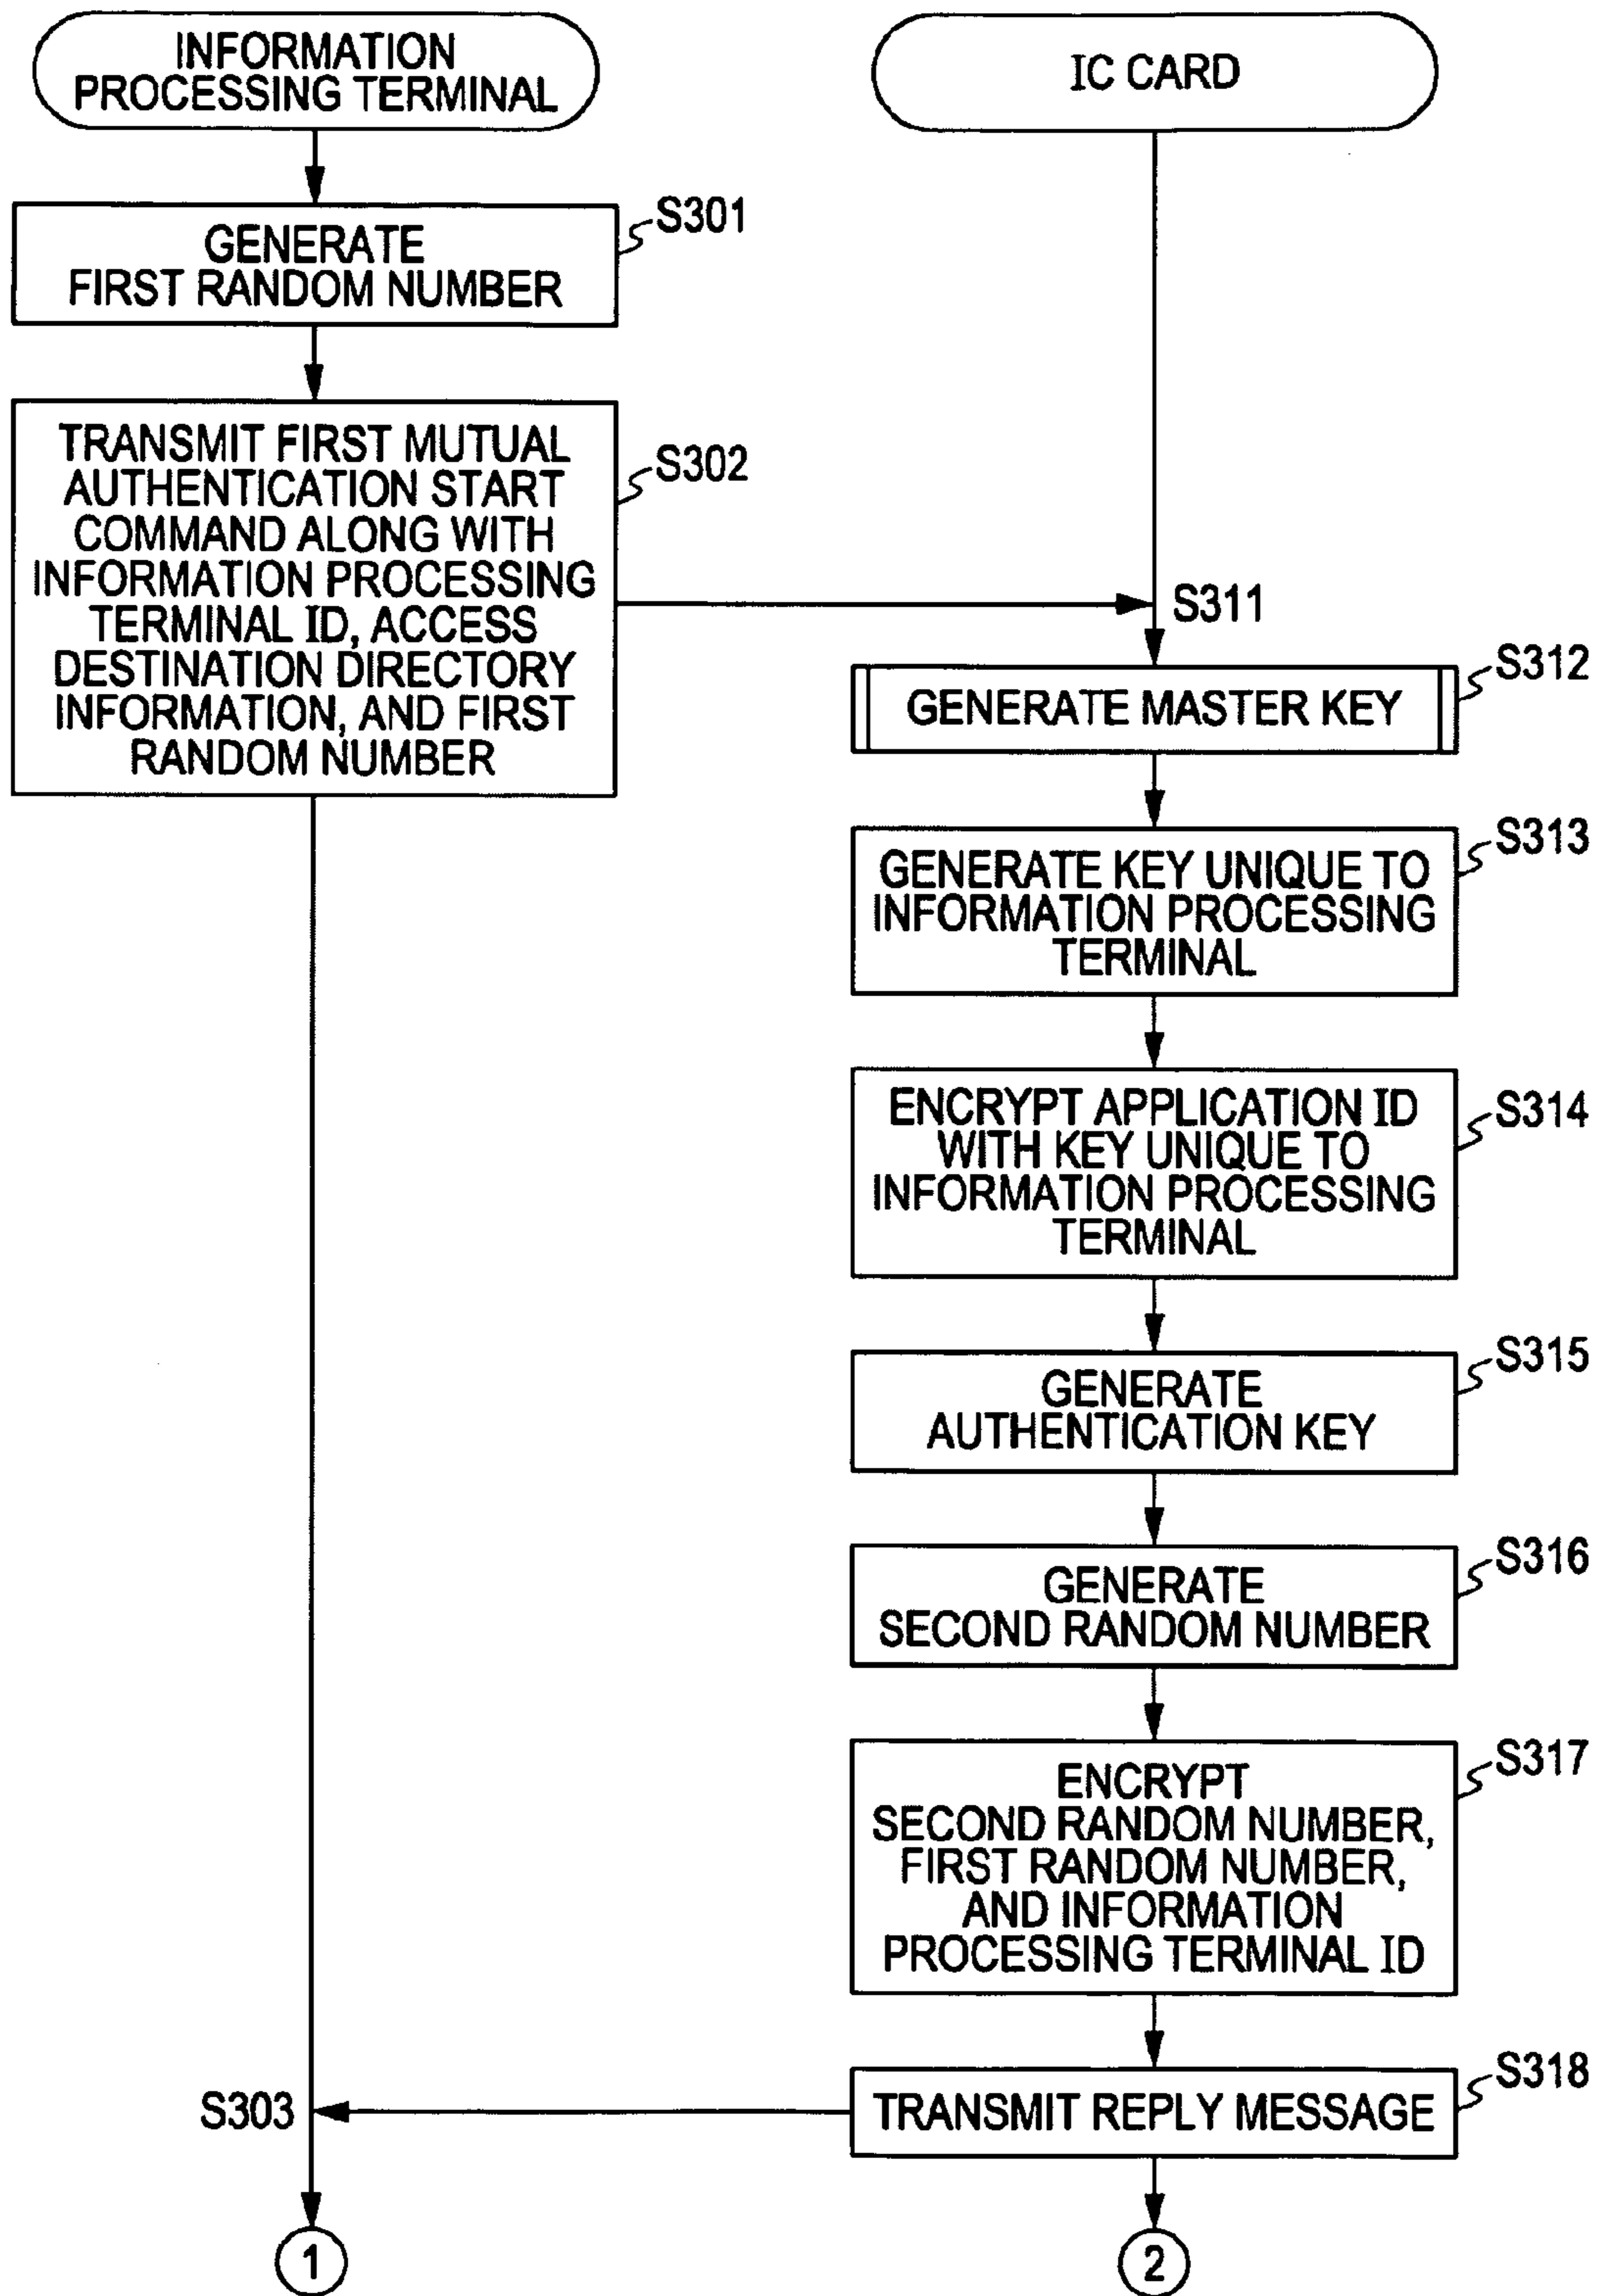 INFORMATION
PROCESSING TERMINAL
IC CARD
GENERATE
FIRST RANDOM NUMBER
S301
TRANSMIT FIRST MUTUAL
AUTHENTICATION START
COMMAND ALONG WITH
INFORMATION PROCESSING
TERMINAL ID, ACCESS
DESTINATION DIRECTORY
INFORMATION, AND FIRST
RANDOM NUMBER
S302
S311
GENERATE MASTER KEY
S312
GENERATE KEY UNIQUE TO
INFORMATION PROCESSING
TERMINAL
S313
ENCRYPT APPLICATION ID
WITH KEY UNIQUE TO
INFORMATION PROCESSING
TERMINAL
S314
GENERATE
AUTHENTICATION KEY
S315
GENERATE
SECOND RANDOM NUMBER
S316
ENCRYPT
SECOND RANDOM NUMBER,
FIRST RANDOM NUMBER,
AND INFORMATION
PROCESSING TERMINAL ID
S317
TRANSMIT REPLY MESSAGE
S318
S303
1
2